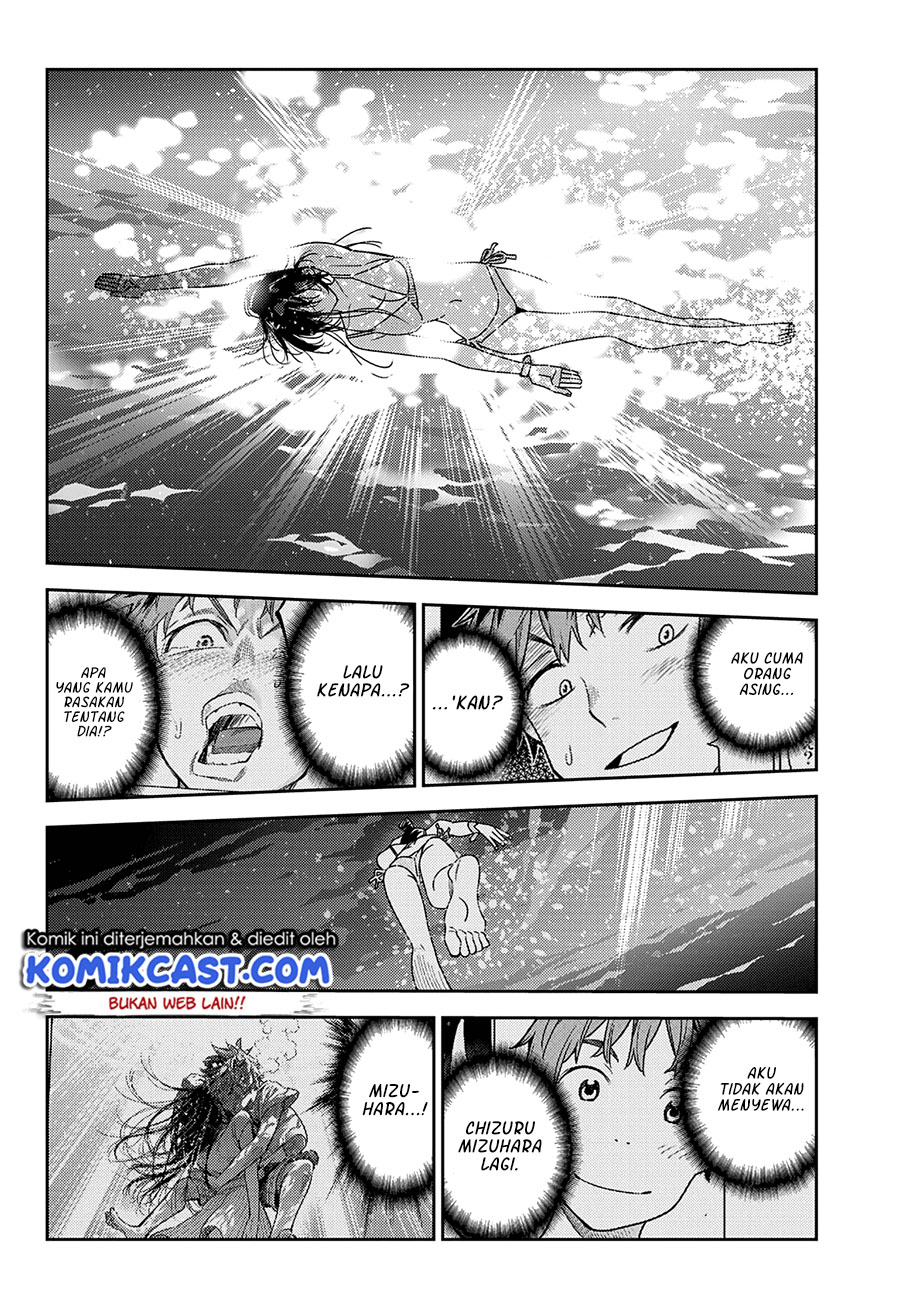 AKU CUMA
ORANG
ASING...
...'KAN?
LALU
KENAPA...?
APA
YANG KAMU
RASAKAN
TENTANG
DIA!?
?
Komik ini diterjemahkan & diedit oleh
KOMIKCAST.COM
BUKAN WEB LAIN!!
AKU
TIDAK AKAN
MENYEWA...
CHIZURU
MIZUHARA
LAGI.
MIZU-
HARA...!